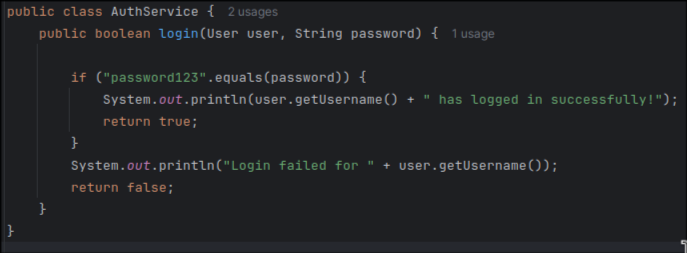 public class AuthService {  2 usages
    public boolean login(User user, String password) {  1 usage

        if ("password123".equals(password)) {
            System.out.println(user.getUsername() + " has logged in successfully!");
            return true;
        }
        System.out.println("Login failed for " + user.getUsername());
        return false;
    }
}